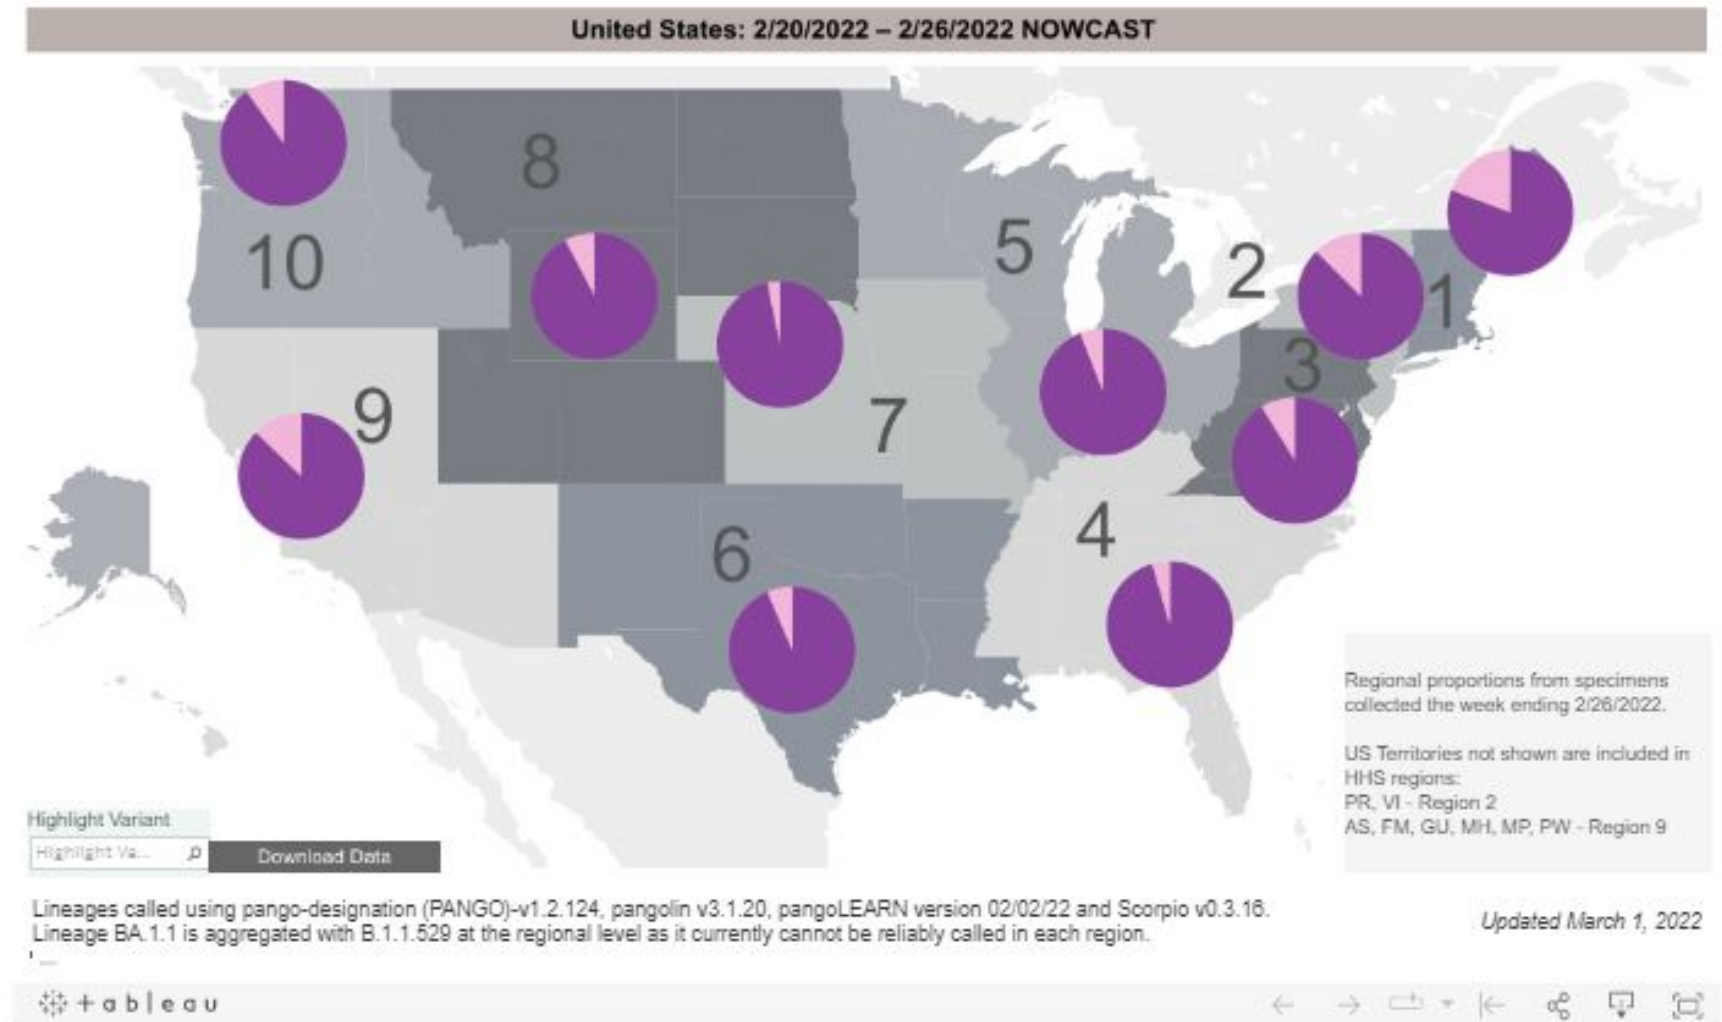 United States: 2/20/2022 – 2/26/2022 NOWCAST
8
10
5
2
1
3
9
7
6
4
Regional proportions from specimens
collected the week ending 2/26/2022.
US Territories not shown are included in
HHS regions:
PR, VI - Region 2
AS, FM, GU, MH, MP, PW - Region 9
Highlight Variant
Highlight Va...
Download Data
Lineages called using pango-designation (PANGO)-v1.2.124, pangolin v3.1.20, pangoLEARN version 02/02/22 and Scorpio v0.3.16.
Lineage BA.1.1 is aggregated with B.1.1.529 at the regional level as it currently cannot be reliably called in each region.
Updated March 1, 2022
+ableau